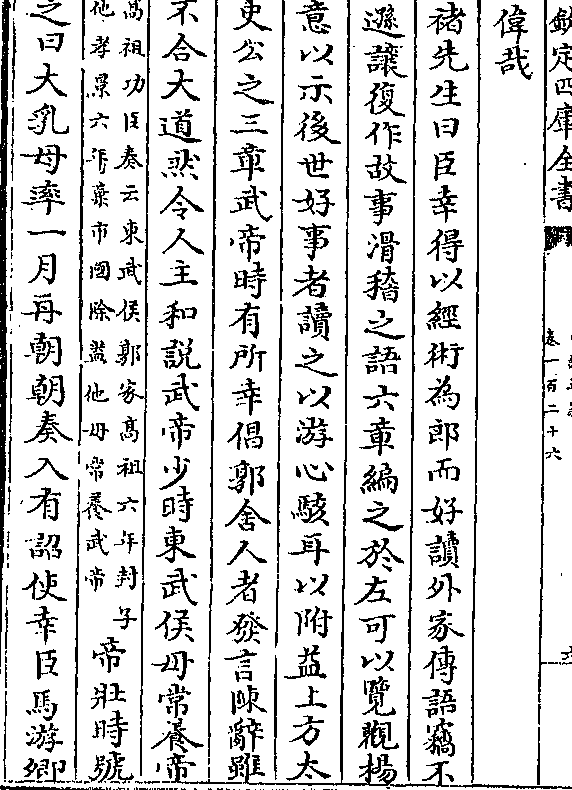 欽定四庫全書
卷一百二十六
偉哉
褚先生曰臣幸得以經術為郎而好讀外家傳語竊不
遜讓復作故事滑稽之語六章編之於左可以覽觀揚
意以示後世好事者讀之以游心駭耳以附益上方太
史公之三章武帝時有所幸倡郭舍人者發言陳辭雖
不合大道然令人主和說武帝少時東武侯母常養帝
高祖功臣奏云東武侯郭家高祖六年封子
他孝景六年棄市國除蓋他母常養武帝
帝壯時號
之曰大乳母率一月再朝朝奏入有詔使幸臣馬游卿